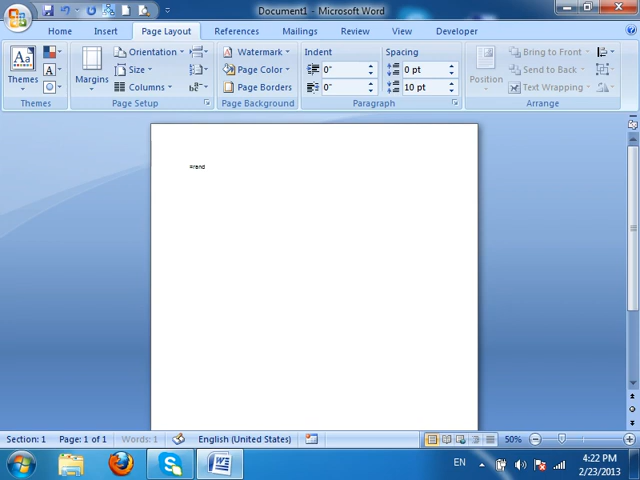 Document1 - Microsoft Word
Home Insert Page Layout References Mailings Review View Developer
Themes
Themes
Margins
Orientation
Size
Columns
Page Setup
Watermark
Page Color
Page Borders
Page Background
Indent
0"
0"
Spacing
0 pt
10 pt
Paragraph
Position
Bring to Front
Send to Back
Text Wrapping
Arrange
=rand
Section: 1 Page: 1 of 1 Words: 1 English (United States) 50%
EN 4:22 PM
2/23/2013